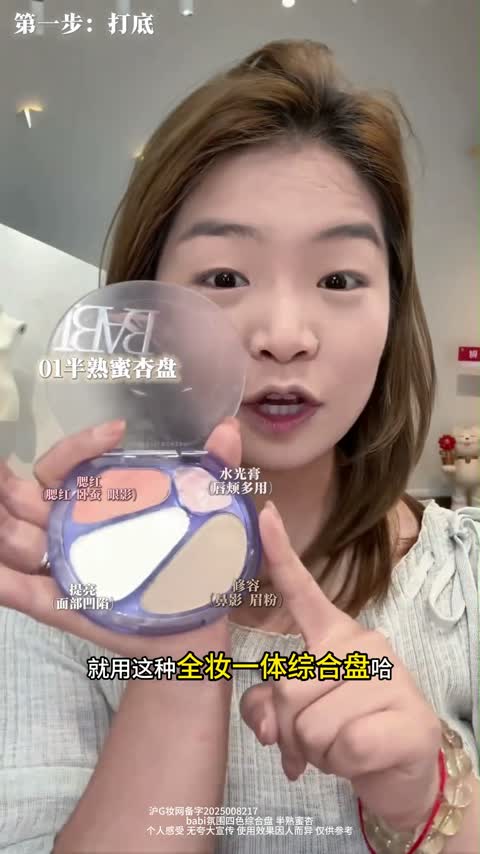 第一步：打底
BABI
01半熟蜜杏盘
腮红
(腮红 卧蚕 眼影)
水光膏
(唇颊多用)
提亮
(面部凹陷)
修容
(鼻影 眉粉)
就用这种全妆一体综合盘哈
沪G妆网备字2025008217
babi氛围四色综合盘 半熟蜜杏
个人感受 无夸大宣传 使用效果因人而异 仅供参考